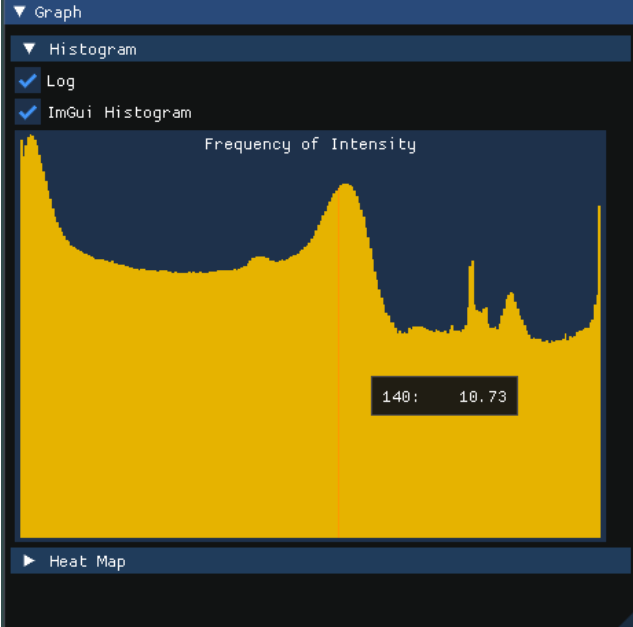 Graph
Histogram
Log
ImGui Histogram
Frequency of Intensity
140:    10.73
Heat Map